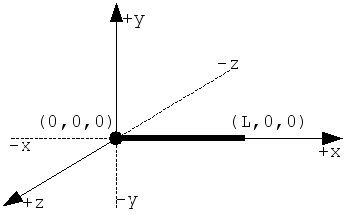 +y
-z
(0,0,0)
(L,0,0)
-x
+x
+z
-y